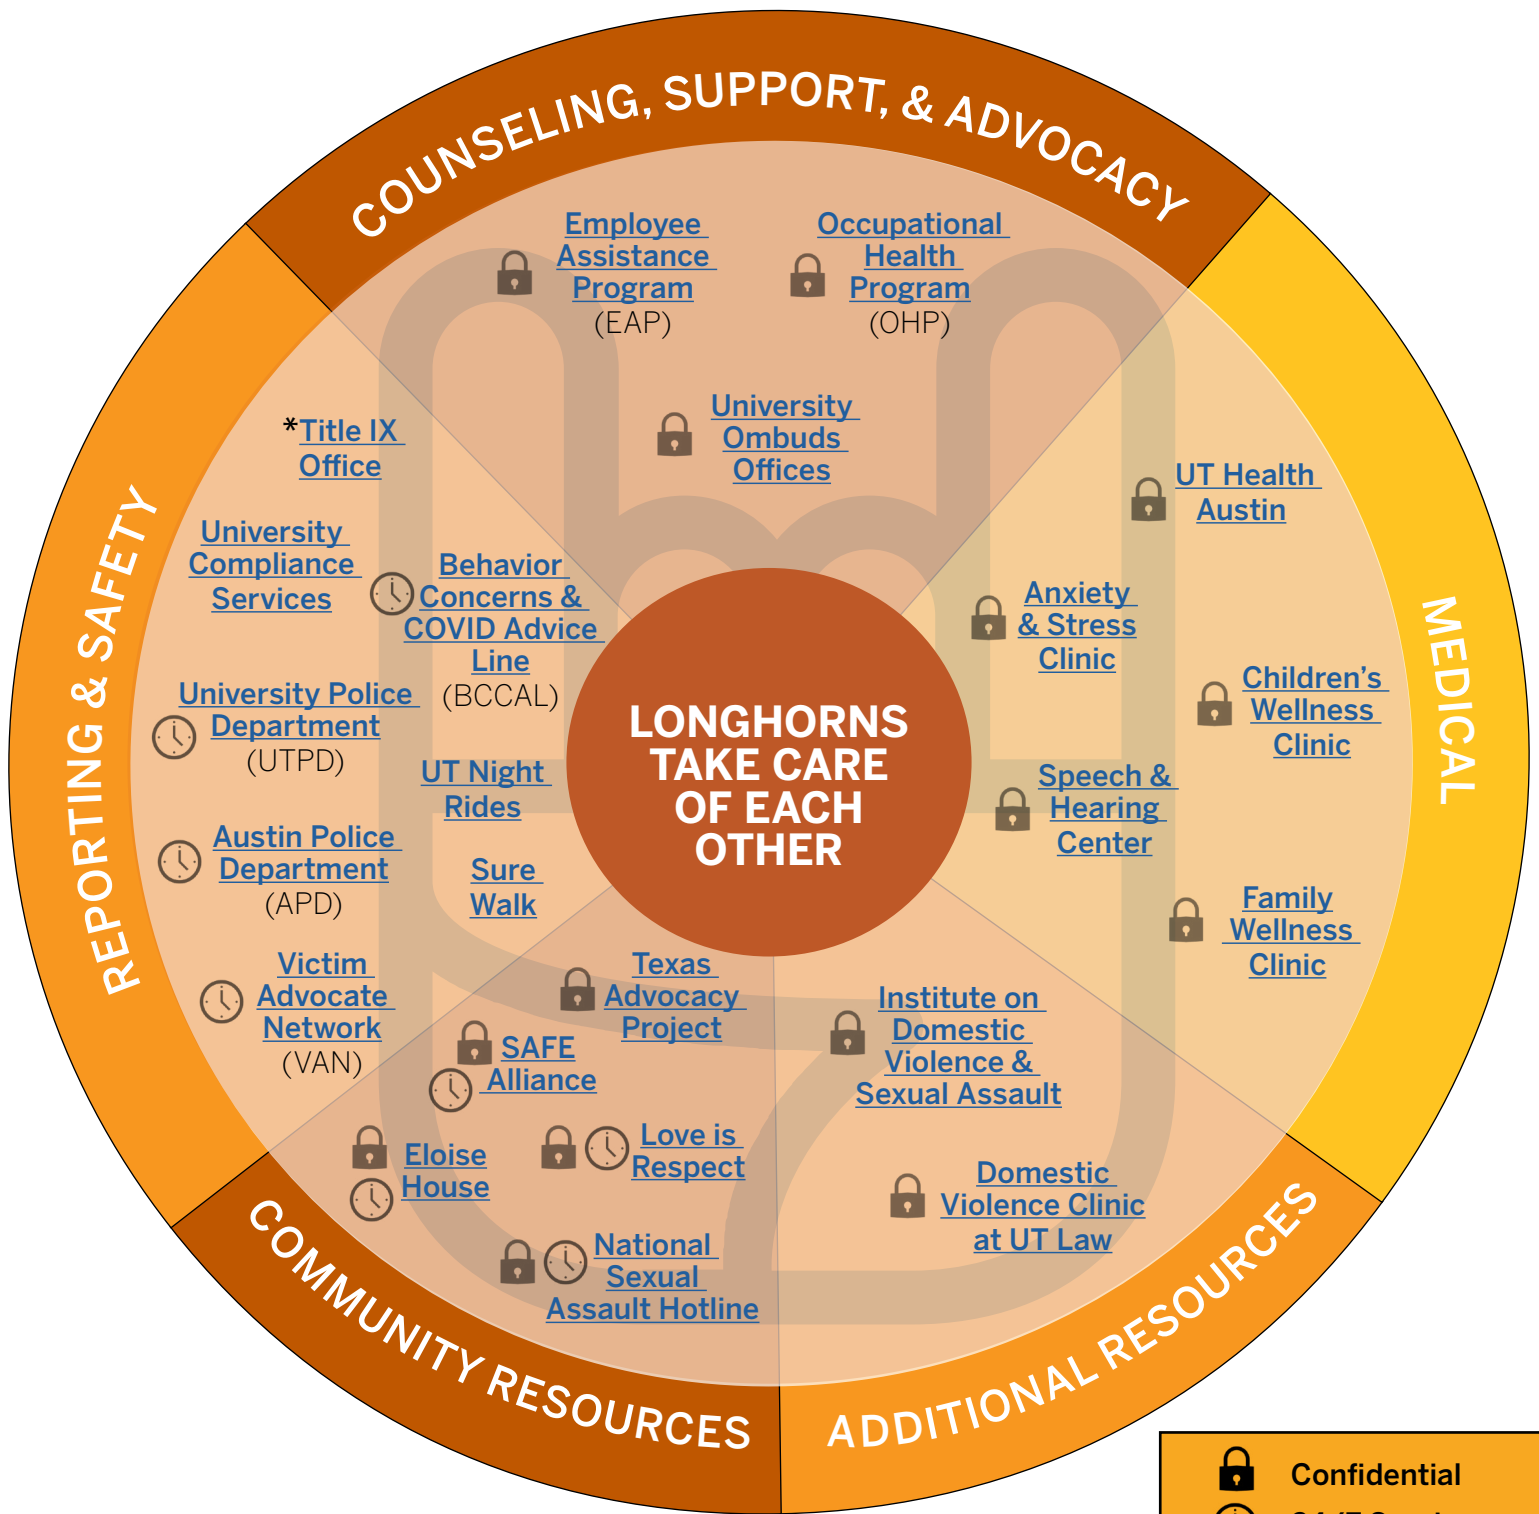 COUNSELING, SUPPORT, & ADVOCACY
Employee
Assistance
Program
(EAP)
Occupational
Health
Program
(OHP)
University
Ombuds
Offices
MEDICAL
UT Health
Austin
Anxiety
& Stress
Clinic
Children’s
Wellness
Clinic
Speech &
Hearing
Center
Family
Wellness
Clinic
ADDITIONAL RESOURCES
Institute on
Domestic
Violence &
Sexual Assault
Domestic
Violence Clinic
at UT Law
COMMUNITY RESOURCES
Texas
Advocacy
Project
SAFE
Alliance
Love is
Respect
Eloise
House
National
Sexual
Assault Hotline
REPORTING & SAFETY
*Title IX
Office
University
Compliance
Services
Behavior
Concerns &
COVID Advice
Line
(BCCAL)
University Police
Department
(UTPD)
UT Night
Rides
Austin Police
Department
(APD)
Sure
Walk
Victim
Advocate
Network
(VAN)
LONGHORNS
TAKE CARE
OF EACH
OTHER
Confidential